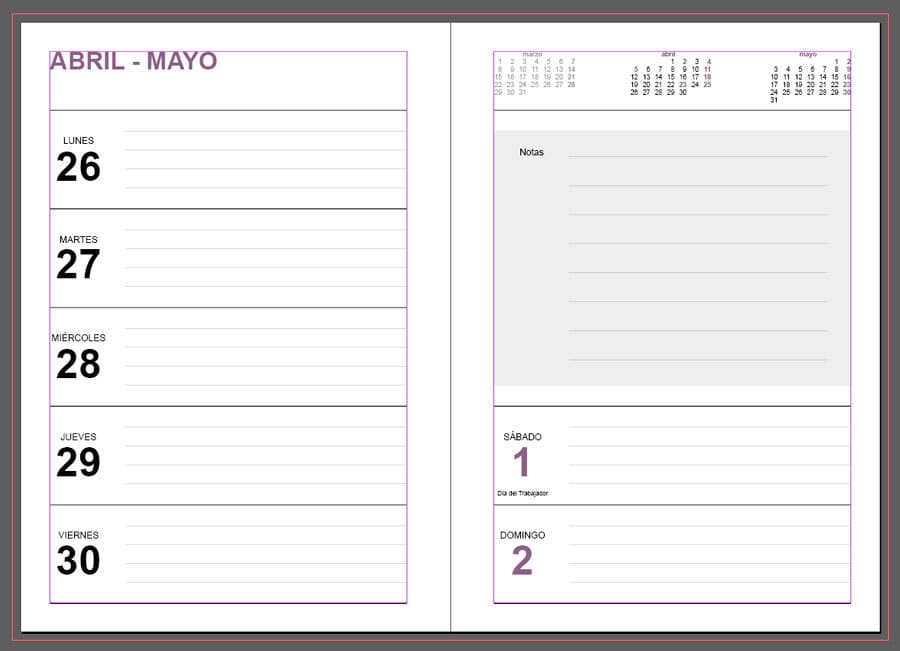 ABRIL - MAYO
LUNES
26
MARTES
27
MIÉRCOLES
28
JUEVES
29
VIERNES
30
marzo
1 2 3 4 5 6 7
8 9 10 11 12 13 14
15 16 17 18 19 20 21
22 23 24 25 26 27 28
29 30 31
abril
1 2 3 4
5 6 7 8 9 10 11
12 13 14 15 16 17 18
19 20 21 22 23 24 25
26 27 28 29 30
mayo
1 2
3 4 5 6 7 8 9
10 11 12 13 14 15 16
17 18 19 20 21 22 23
24 25 26 27 28 29 30
31
Notas
SÁBADO
1
Día del Trabajador
DOMINGO
2